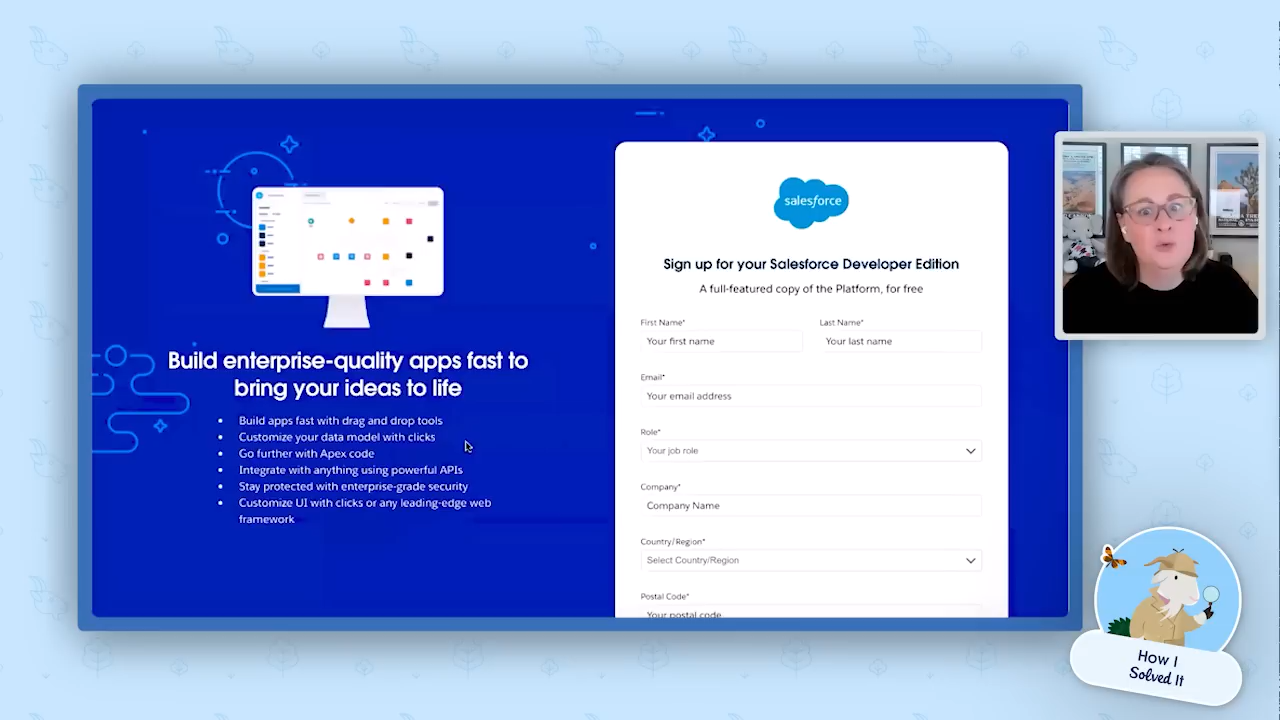 Build enterprise-quality apps fast to
bring your ideas to life
Build apps fast with drag and drop tools
Customize your data model with clicks
Go further with Apex code
Integrate with anything using powerful APIs
Stay protected with enterprise-grade security
Customize UI with clicks or any leading-edge web
framework
salesforce
Sign up for your Salesforce Developer Edition
A full-featured copy of the Platform, for free
First Name*
Last Name*
Your first name
Your last name
Email*
Your email address
Role*
Your job role
Company*
Company Name
Country/Region*
Select Country/Region
Postal Code*
Your postal code
How I
Solved It